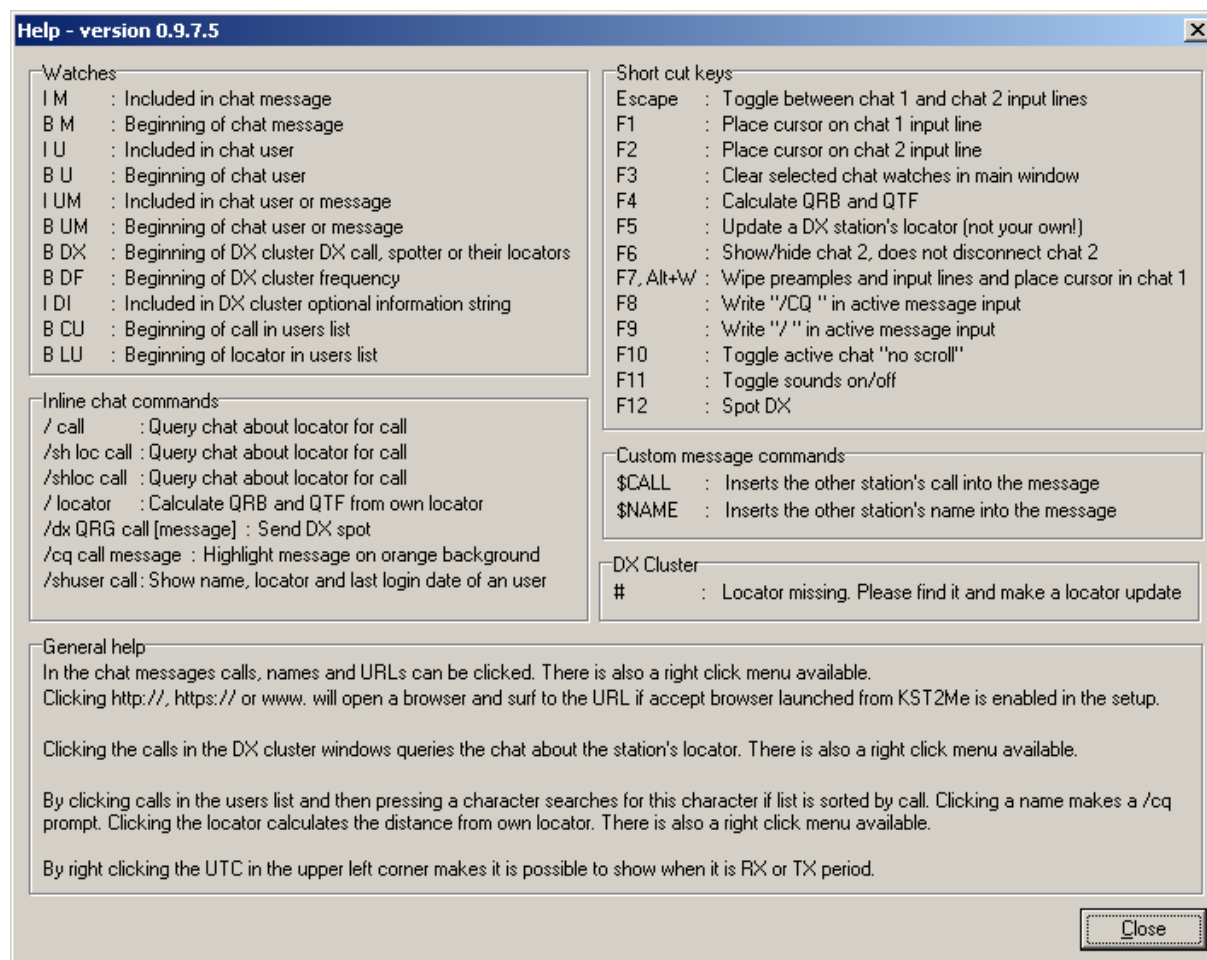 Help - version 0.9.7.5
Watches
I M : Included in chat message
B M : Beginning of chat message
I U : Included in chat user
B U : Beginning of chat user
I UM : Included in chat user or message
B UM : Beginning of chat user or message
B DX : Beginning of DX cluster DX call, spotter or their locators
B DF : Beginning of DX cluster frequency
I DI : Included in DX cluster optional information string
B CU : Beginning of call in users list
B LU : Beginning of locator in users list
Inline chat commands
/ call : Query chat about locator for call
/sh loc call : Query chat about locator for call
/shloc call : Query chat about locator for call
/ locator : Calculate QRB and QTF from own locator
/dx QRG call [message] : Send DX spot
/cq call message : Highlight message on orange background
/shuser call : Show name, locator and last login date of an user
Short cut keys
Escape : Toggle between chat 1 and chat 2 input lines
F1 : Place cursor on chat 1 input line
F2 : Place cursor on chat 2 input line
F3 : Clear selected chat watches in main window
F4 : Calculate QRB and QTF
F5 : Update a DX station's locator (not your own!)
F6 : Show/hide chat 2, does not disconnect chat 2
F7, Alt+W : Wipe preamples and input lines and place cursor in chat 1
F8 : Write "/CQ " in active message input
F9 : Write "/ " in active message input
F10 : Toggle active chat "no scroll"
F11 : Toggle sounds on/off
F12 : Spot DX
Custom message commands
$CALL : Inserts the other station's call into the message
$NAME : Inserts the other station's name into the message
DX Cluster
# : Locator missing. Please find it and make a locator update
General help
In the chat messages calls, names and URLs can be clicked. There is also a right click menu available.
Clicking http://, https:// or www. will open a browser and surf to the URL if accept browser launched from KST2Me is enabled in the setup.
Clicking the calls in the DX cluster windows queries the chat about the station's locator. There is also a right click menu available.
By clicking calls in the users list and then pressing a character searches for this character if list is sorted by call. Clicking a name makes a /cq
prompt. Clicking the locator calculates the distance from own locator. There is also a right click menu available.
By right clicking the UTC in the upper left corner makes it is possible to show when it is RX or TX period.
Close